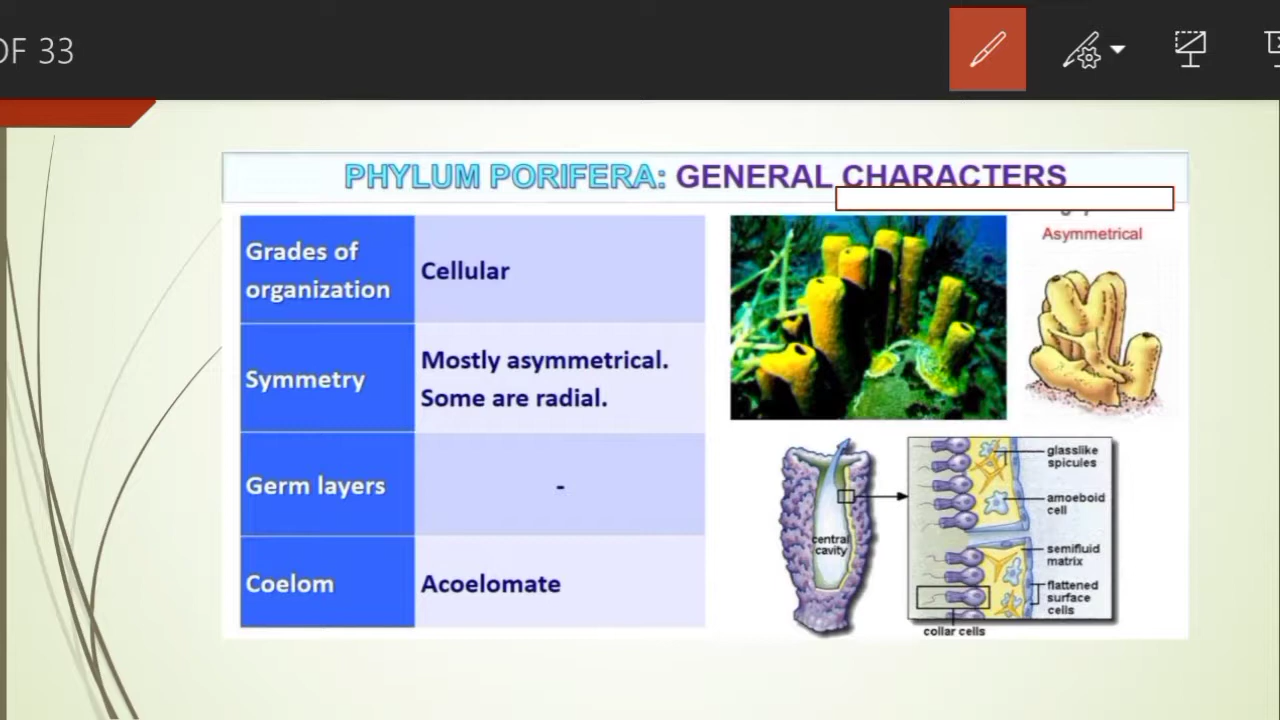 OF 33
PHYLUM PORIFERA: GENERAL CHARACTERS
Grades of
organization
Cellular
Symmetry
Mostly asymmetrical.
Some are radial.
Germ layers
-
Coelom
Acoelomate
Asymmetrical
central
cavity
glasslike
spicules
amoeboid
cell
semifluid
matrix
flattened
surface
cells
collar cells